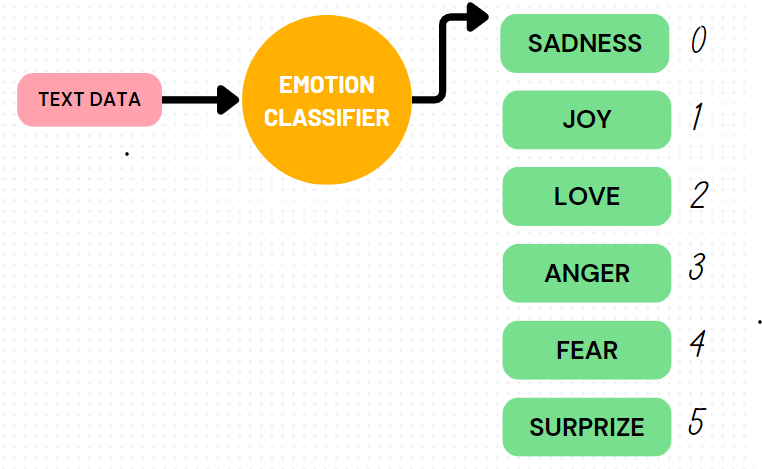 TEXT DATA
EMOTION
CLASSIFIER
SADNESS 0
JOY 1
LOVE 2
ANGER 3
FEAR 4
SURPRIZE 5